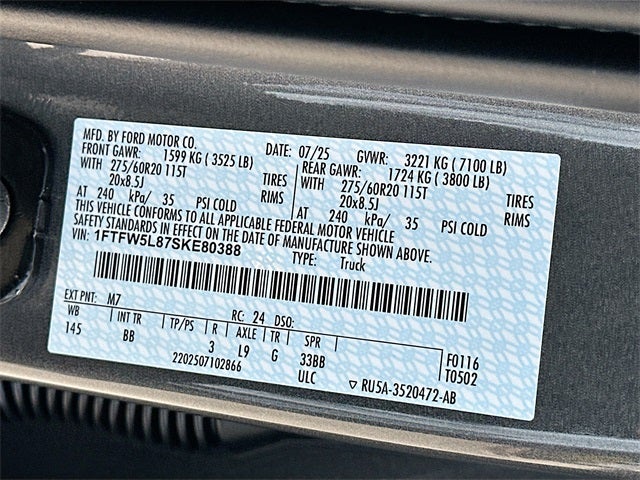 MFD. BY FORD MOTOR CO. DATE: 07/25 GVWR: 3221 KG ( 7100 LB)
FRONT GAWR: 1599 KG ( 3525 LB) REAR GAWR: 1724 KG ( 3800 LB)
WITH 275/60R20 115T TIRES WITH 275/60R20 115T TIRES
20x8.5J RIMS 20x8.5J RIMS
AT 240 kPa/ 35 PSI COLD AT 240 kPa/ 35 PSI COLD
THIS VEHICLE CONFORMS TO ALL APPLICABLE FEDERAL MOTOR VEHICLE
SAFETY STANDARDS IN EFFECT ON THE DATE OF MANUFACTURE SHOWN ABOVE.
VIN: 1FTFW5L87SKE80388 TYPE: Truck
EXT PNT: M7 RC: 24 DSO:
WB INT TR TP/PS R AXLE TR SPR
145 BB 3 L9 G 33BB F0116
2202507102866 ULC T0502
▽ RU5A-3520472-AB